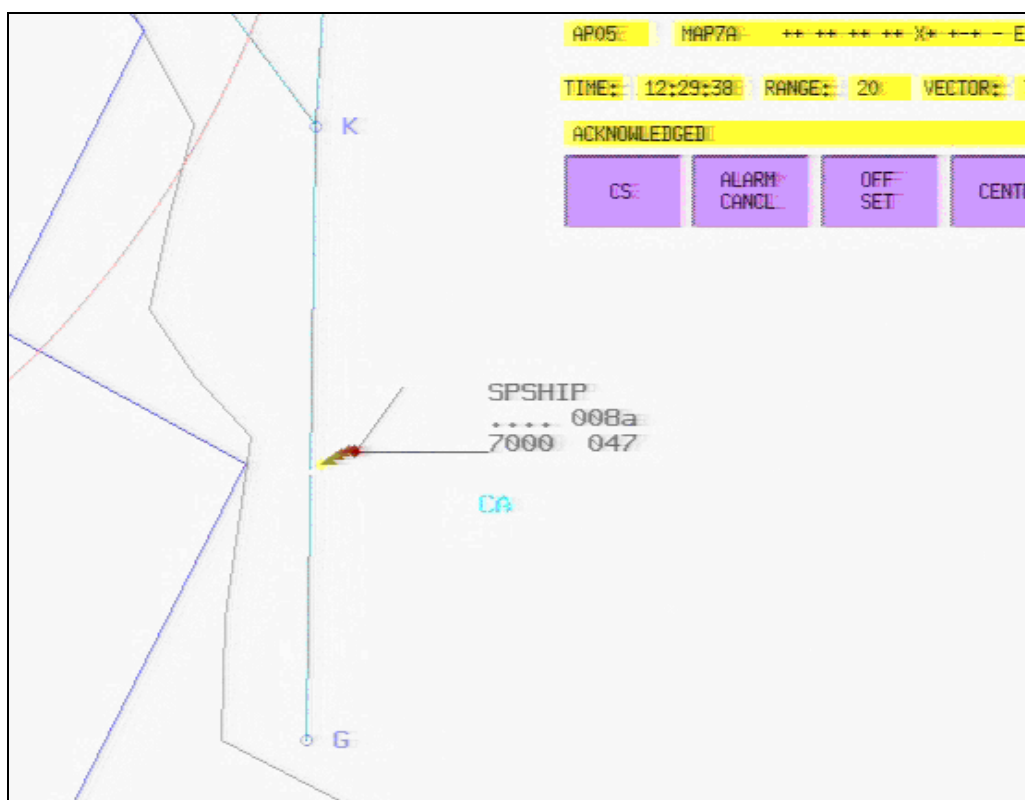 AP05 MAP7A ++ ++ ++ ++ X+ +-+ - E
TIME: 12:29:38 RANGE: 20 VECTOR:
ACKNOWLEDGED
CS ALARM CANCL OFF SET CENT
K
SPSHIP
.... 008a
7000 047
CA
G